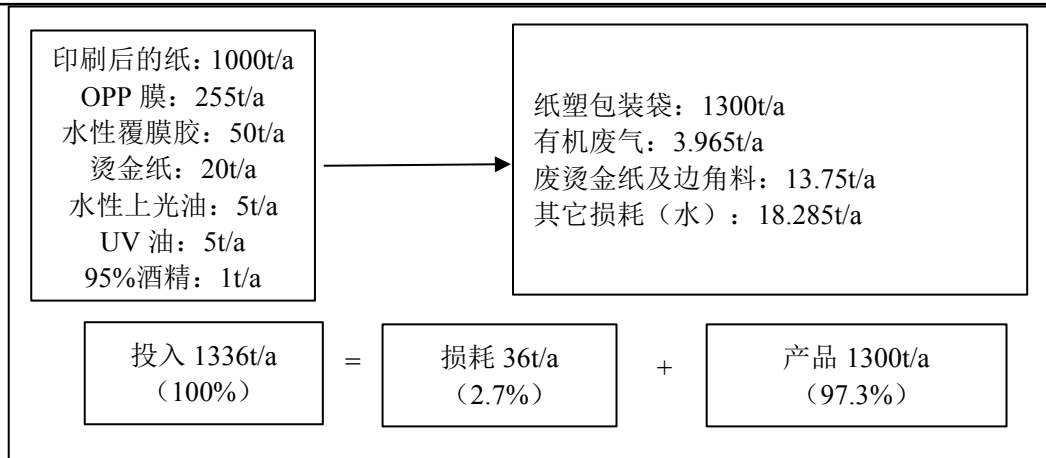 印刷后的纸：1000t/a
OPP 膜：255t/a
水性覆膜胶：50t/a
烫金纸：20t/a
水性上光油：5t/a
UV 油：5t/a
95%酒精：1t/a
纸塑包装袋：1300t/a
有机废气：3.965t/a
废烫金纸及边角料：13.75t/a
其它损耗（水）：18.285t/a
投入 1336t/a
（100%）
=
损耗 36t/a
（2.7%）
+
产品 1300t/a
（97.3%）